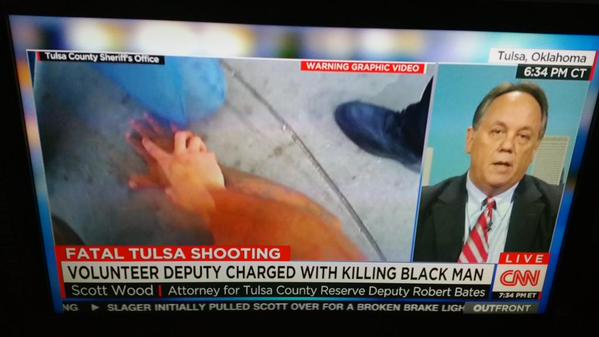 Tulsa County Sheriff's Office
WARNING GRAPHIC VIDEO
Tulsa, Oklahoma
6:34 PM CT
FATAL TULSA SHOOTING
VOLUNTEER DEPUTY CHARGED WITH KILLING BLACK MAN
Scott Wood | Attorney for Tulsa County Reserve Deputy Robert Bates
LIVE
CNN
7:34 PM ET
NG ▶ SLAGER INITIALLY PULLED SCOTT OVER FOR A BROKEN BRAKE LIGH
OUTFRONT